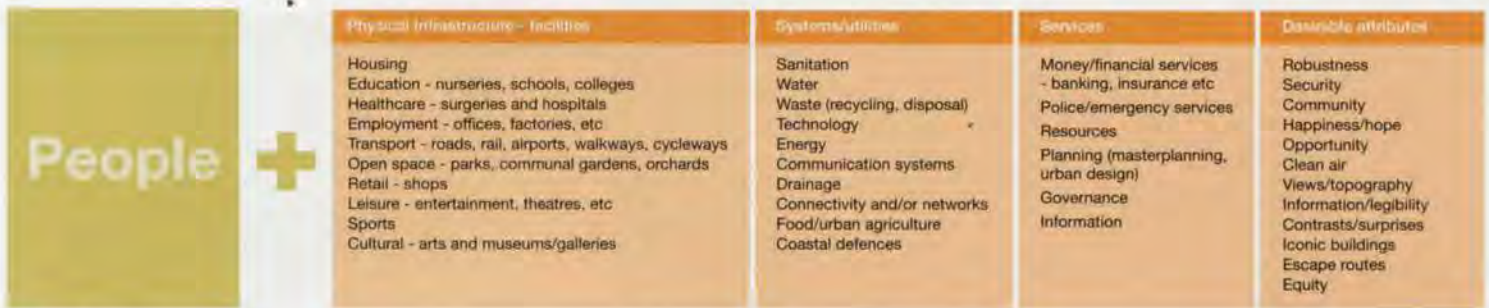 People
+
Physical infrastructure – facilities
Housing
Education - nurseries, schools, colleges
Healthcare - surgeries and hospitals
Employment - offices, factories, etc
Transport - roads, rail, airports, walkways, cycleways
Open space - parks, communal gardens, orchards
Retail - shops
Leisure - entertainment, theatres, etc
Sports
Cultural - arts and museums/galleries
Systems/utilities
Sanitation
Water
Waste (recycling, disposal)
Technology
Energy
Communication systems
Drainage
Connectivity and/or networks
Food/urban agriculture
Coastal defences
Services
Money/financial services
- banking, insurance etc
Police/emergency services
Resources
Planning (masterplanning,
urban design)
Governance
Information
Desirable attributes
Robustness
Security
Community
Happiness/hope
Opportunity
Clean air
Views/topography
Information/legibility
Contrasts/surprises
Iconic buildings
Escape routes
Equity